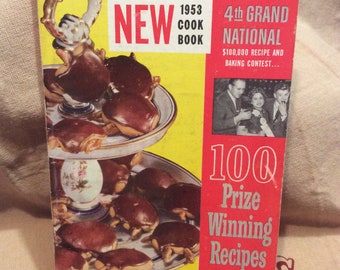 NEW
1953
COOK
BOOK
4th GRAND
NATIONAL
$100,000 RECIPE AND
BAKING CONTEST...
100
Prize
Winning
Recipes